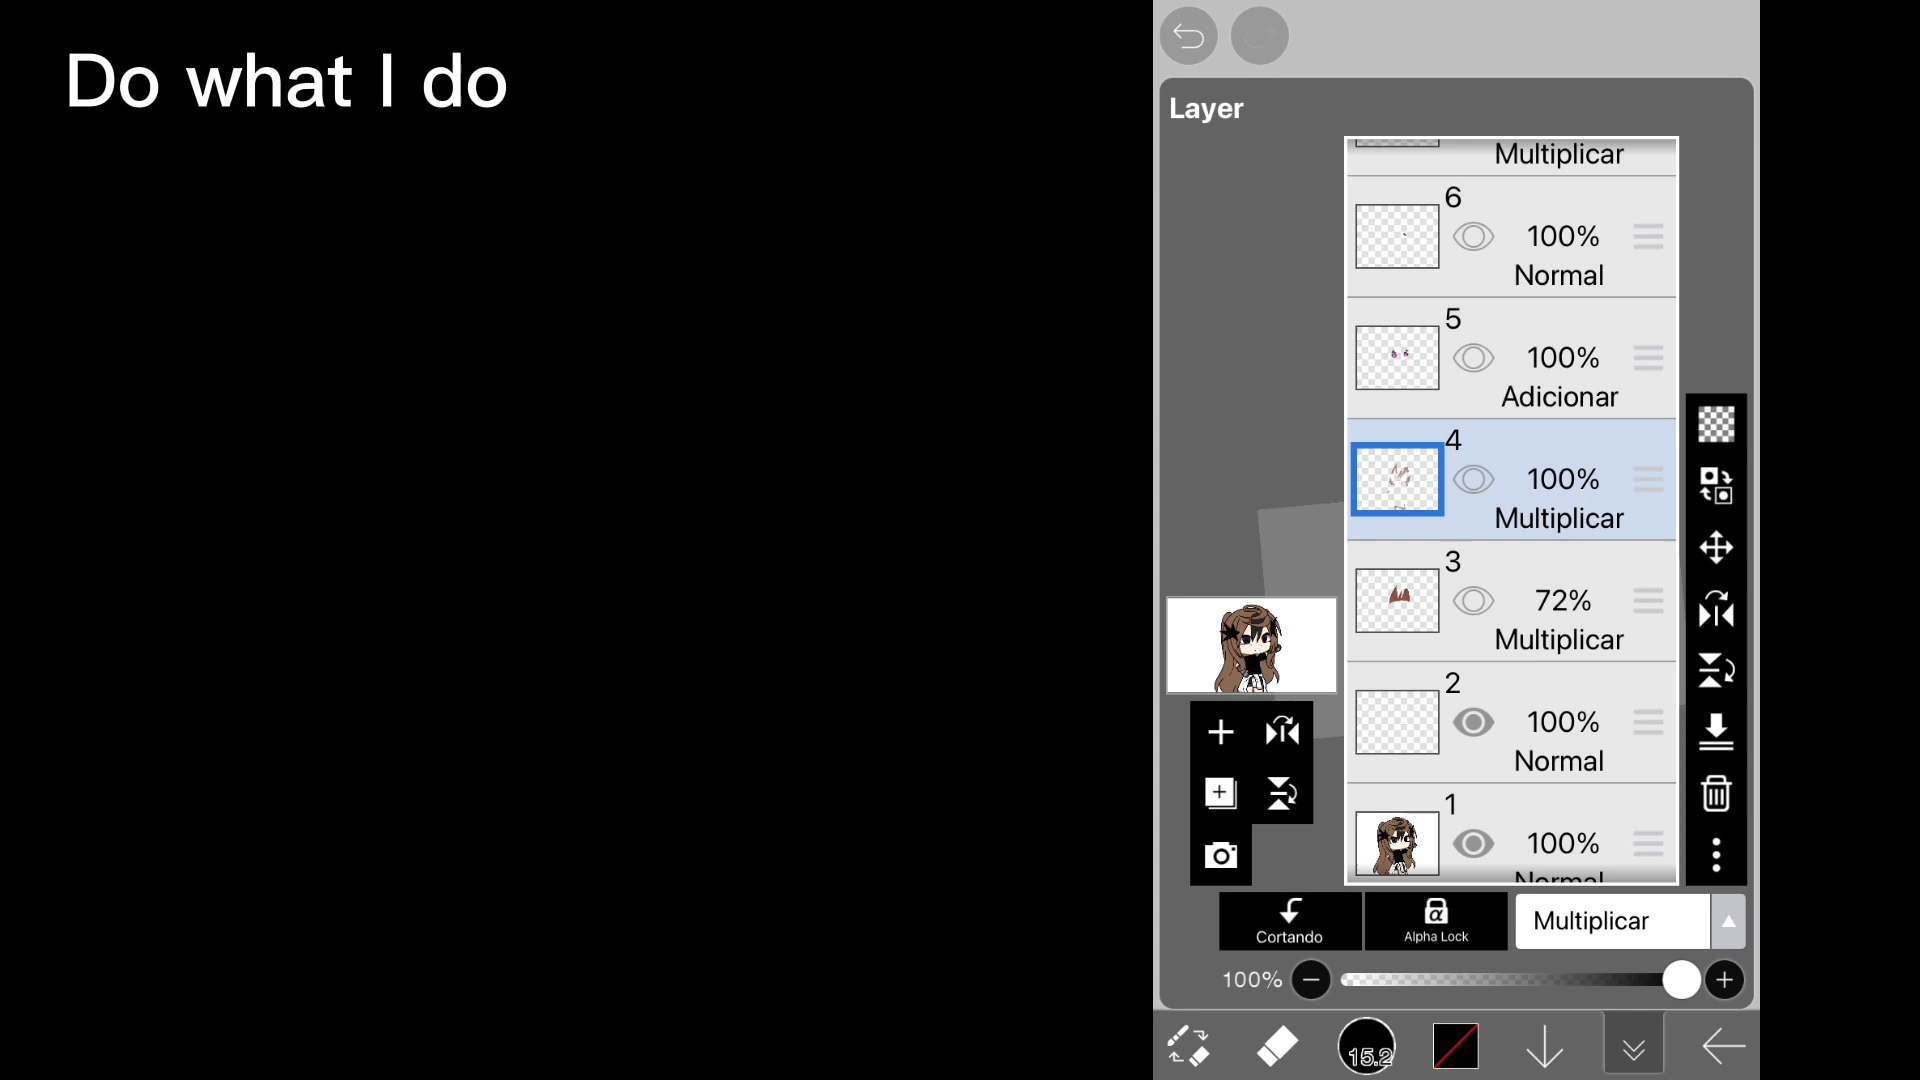 Do what I do
Layer
Multiplicar
6
100%
Normal
5
100%
Adicionar
4
100%
Multiplicar
3
72%
Multiplicar
2
100%
Normal
1
100%
Normal
Cortando
α
Alpha Lock
Multiplicar
100%
15.2